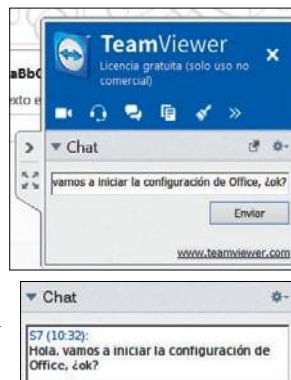 aBbC
exto e
TeamViewer
Licencia gratuita (solo uso no
comercial)
Chat
vamos a iniciar la configuración de Office, ¿ok?
Enviar
www.teamviewer.com
Chat
S7 (10:32):
Hola, vamos a iniciar la configuración de
Office, ¿ok?